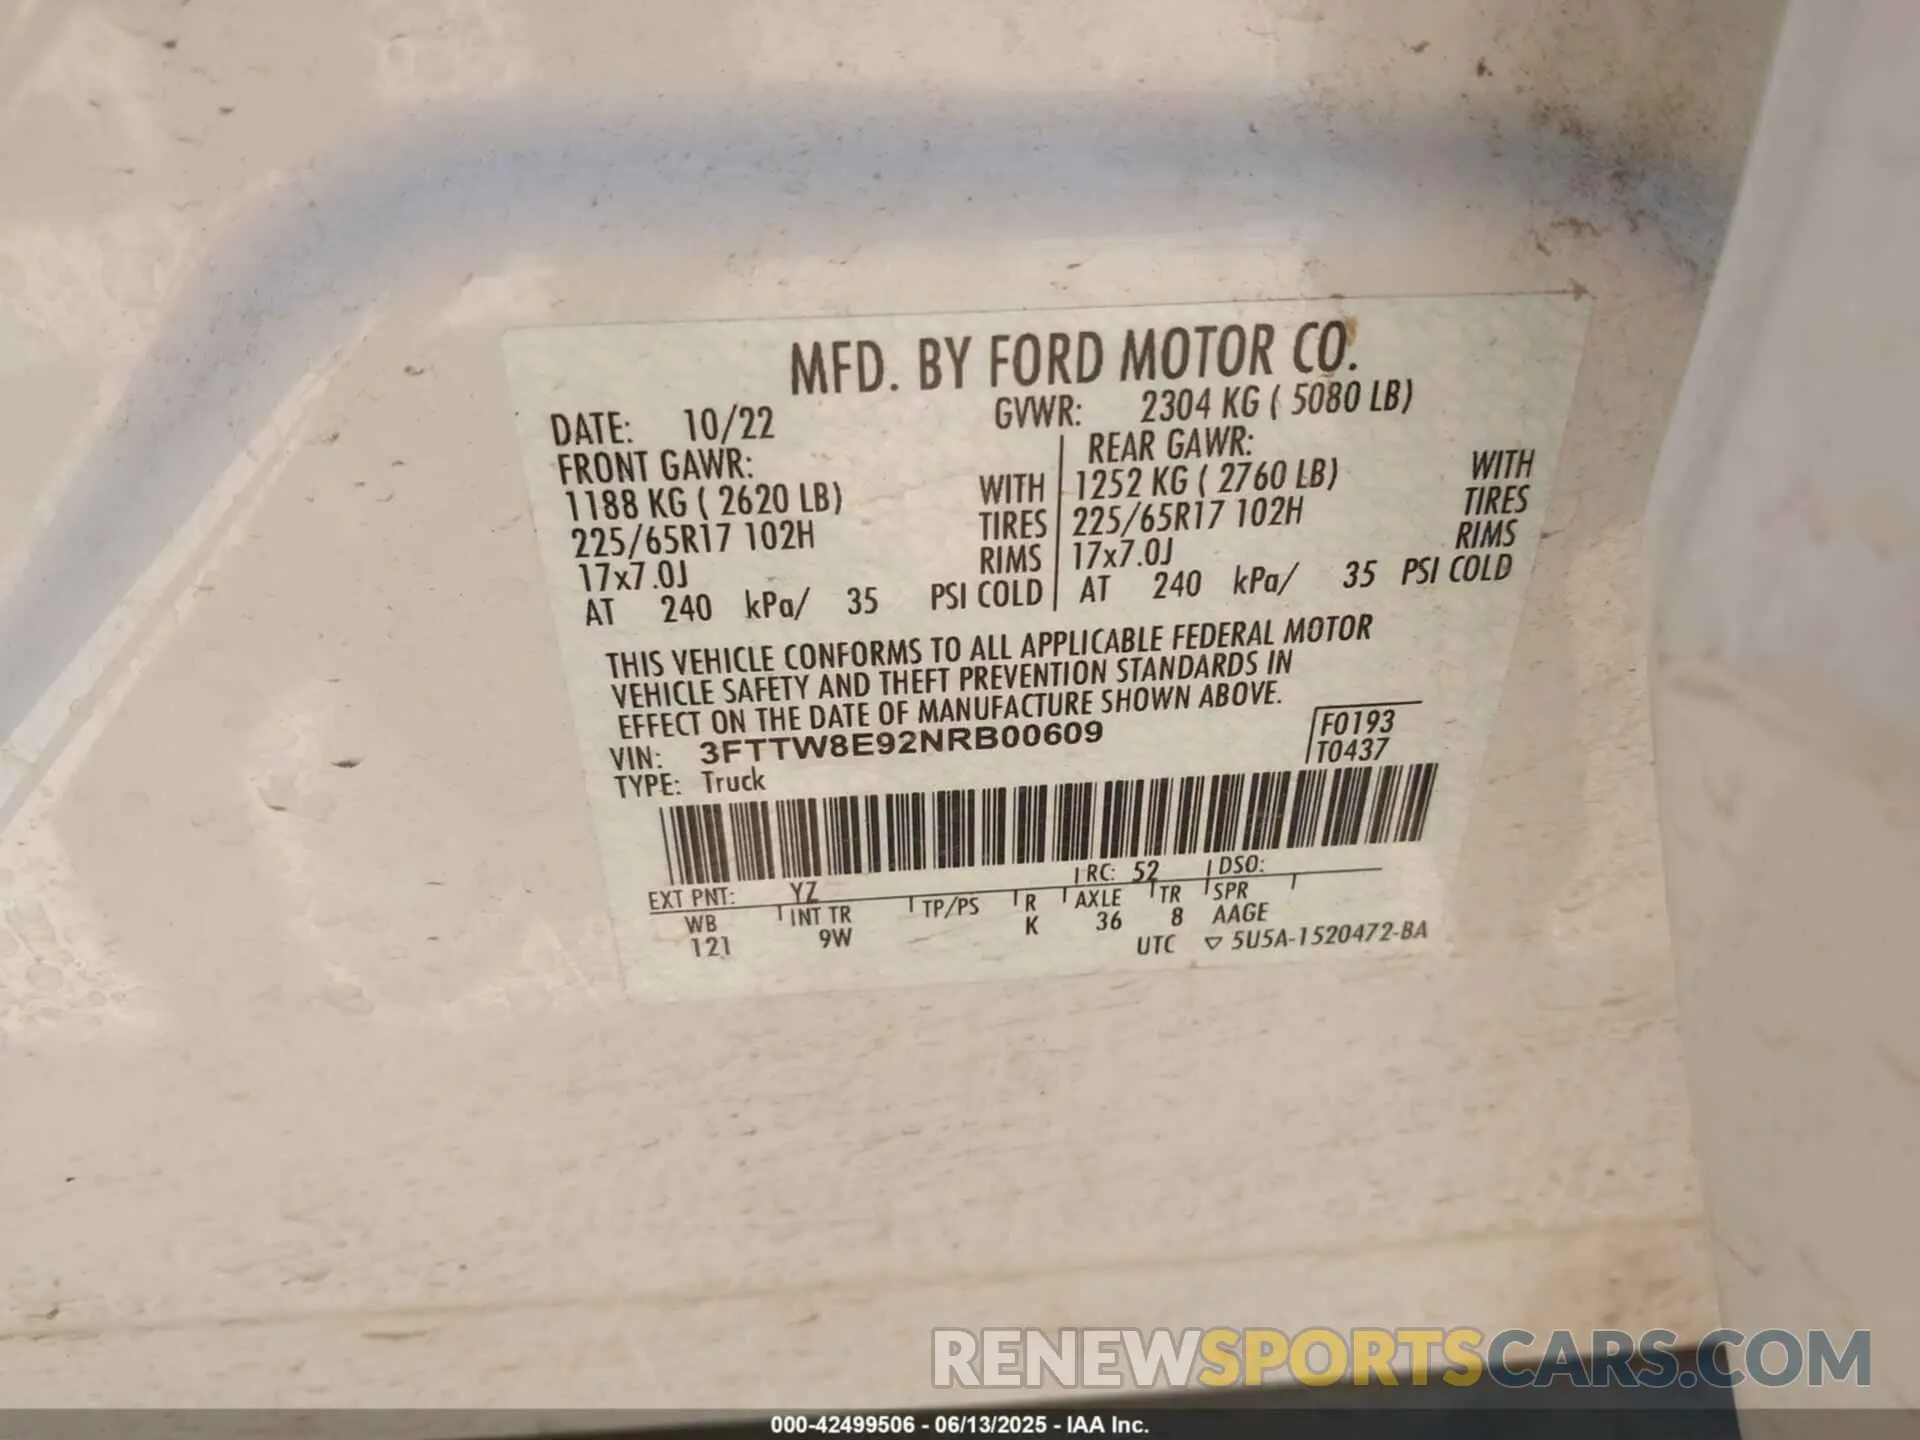 MFD. BY FORD MOTOR CO.
DATE: 10/22 GVWR: 2304 KG ( 5080 LB)
FRONT GAWR: REAR GAWR:
1188 KG ( 2620 LB) WITH 1252 KG ( 2760 LB) WITH
225/65R17 102H TIRES 225/65R17 102H TIRES
17x7.0J RIMS 17x7.0J RIMS
AT 240 kPa/ 35 PSI COLD AT 240 kPa/ 35 PSI COLD
THIS VEHICLE CONFORMS TO ALL APPLICABLE FEDERAL MOTOR
VEHICLE SAFETY AND THEFT PREVENTION STANDARDS IN
EFFECT ON THE DATE OF MANUFACTURE SHOWN ABOVE.
VIN: 3FTTW8E92NRB00609 F0193
TYPE: Truck T0437
EXT PNT: YZ RC: 52 DSO:
WB INT TR TP/PS R AXLE TR SPR
121 9W K 36 8 AAGE
UTC ▽ 5U5A-1520472-BA
RENEWSPORTSCARS.COM
000-42499506 - 06/13/2025 - IAA Inc.